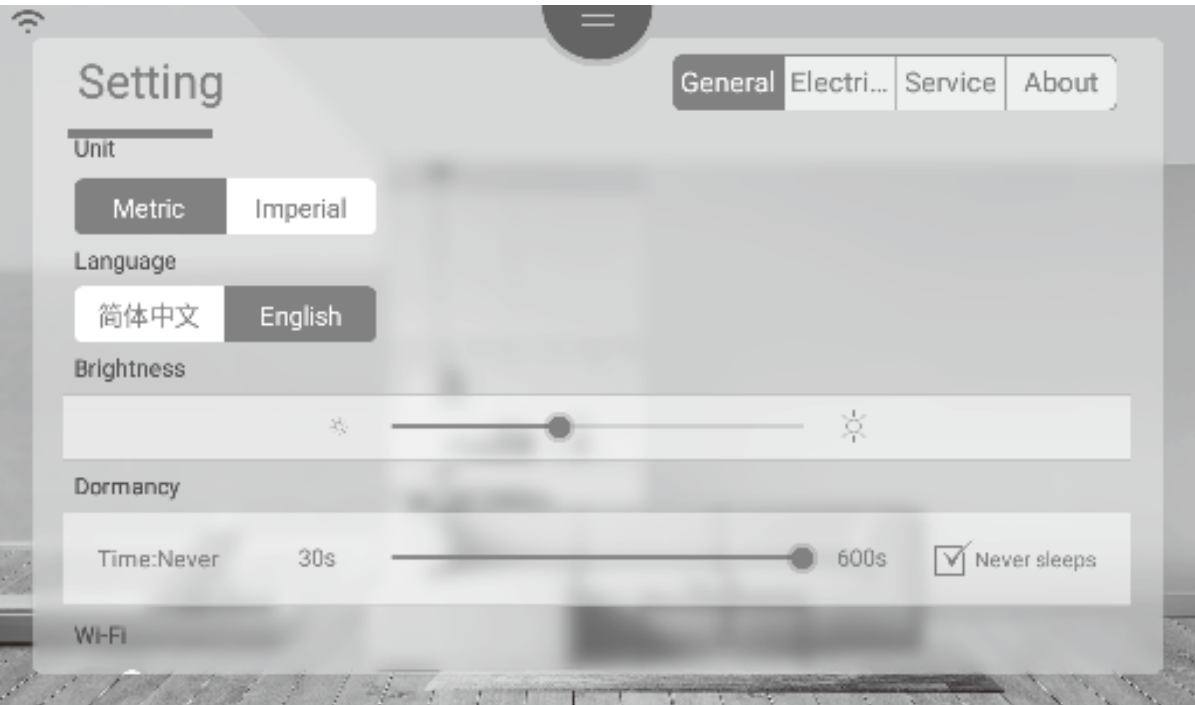 Setting
General Electri... Service About
Unit
Metric Imperial
Language
简体中文 English
Brightness
Dormancy
Time:Never 30s 600s Never sleeps
Wi-Fi